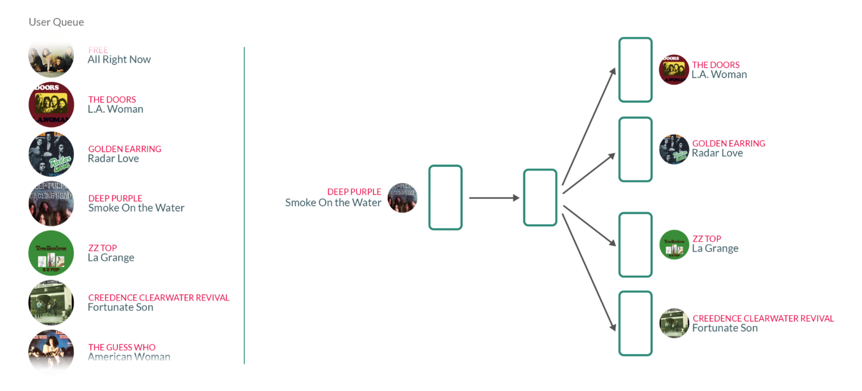 User Queue
FREE
All Right Now
THE DOORS
L.A. Woman
GOLDEN EARRING
Radar Love
DEEP PURPLE
Smoke On the Water
ZZ TOP
La Grange
CREEDENCE CLEARWATER REVIVAL
Fortunate Son
THE GUESS WHO
American Woman
DEEP PURPLE
Smoke On the Water
THE DOORS
L.A. Woman
GOLDEN EARRING
Radar Love
ZZ TOP
La Grange
CREEDENCE CLEARWATER REVIVAL
Fortunate Son